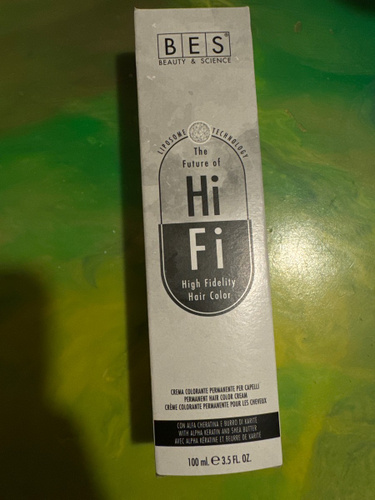 BES®
BEAUTY & SCIENCE
LIPOSOME TECHNOLOGY
The
Future of
Hi
Fi
High Fidelity
Hair Color
CREMA COLORANTE PERMANENTE PER CAPELLI
PERMANENT HAIR COLOR CREAM
CRÈME COLORANTE PERMANENTE POUR LES CHEVEUX
CON ALFA CHERATINA E BURRO DI KARITÉ
WITH ALPHA KERATIN AND SHEA BUTTER
AVEC ALPHA KÉRATINE ET BEURRE DE KARITÉ
100 ml. ℮ 3.5 FL. OZ.